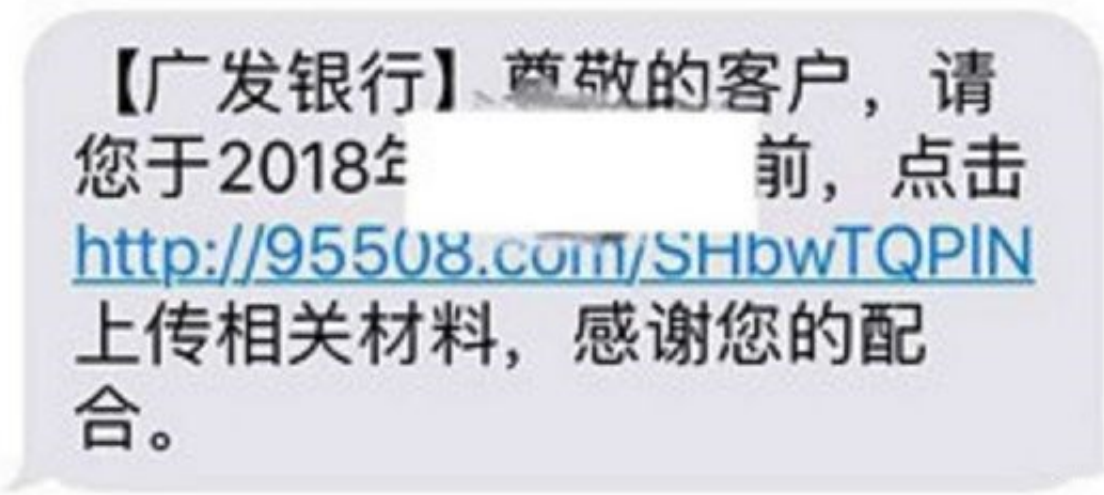 【广发银行】尊敬的客户，请
您于2018年 前，点击
http://95508.com/SHbwTQPIN
上传相关材料，感谢您的配
合。